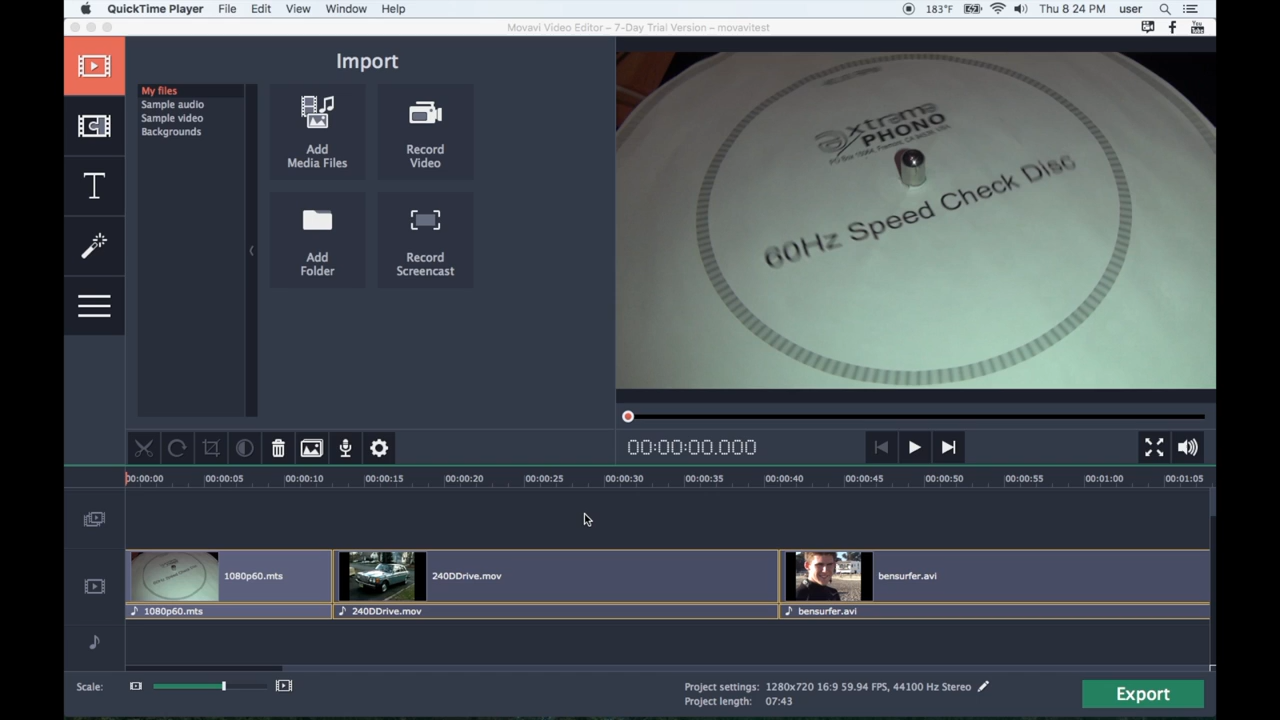 QuickTime Player File Edit View Window Help
183°F Thu 8 24 PM user
Movavi Video Editor – 7-Day Trial Version – movavitest
You Tube
Import
My files
Sample audio
Sample video
Backgrounds
Add
Media Files
Record
Video
Add
Folder
Record
Screencast
extreme
PHONO
60Hz Speed Check Disc
00:00:00.000
00:00:00 00:00:05 00:00:10 00:00:15 00:00:20 00:00:25 00:00:30 00:00:35 00:00:40 00:00:45 00:00:50 00:00:55 00:01:00 00:01:05
1080p60.mts 240DDrive.mov bensurfer.avi
1080p60.mts 240DDrive.mov bensurfer.avi
Scale:
Project settings: 1280x720 16:9 59.94 FPS, 44100 Hz Stereo
Project length: 07:43
Export